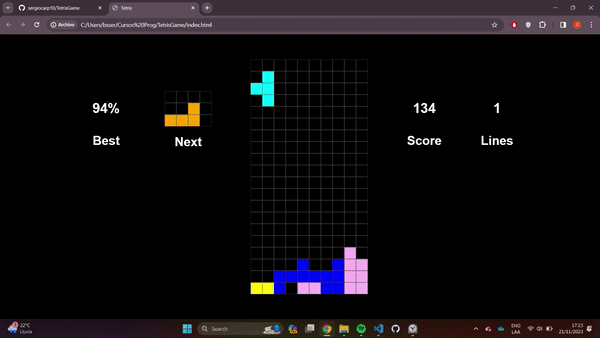 sergiocarp10/TetrisGame
Tetris
Archivo
C:/Users/bsser/Cursos%20Prog/TetrisGame/index.html
94%
134
1
Best
Next
Score
Lines
22°C
Lluvia
Search
ENG
LAA
17:23
21/11/2023